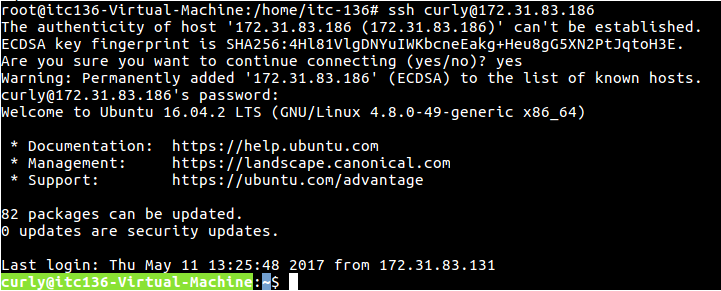 root@itc136-Virtual-Machine:/home/itc-136# ssh curly@172.31.83.186
The authenticity of host '172.31.83.186 (172.31.83.186)' can't be established.
ECDSA key fingerprint is SHA256:4Hl81VlgDNYuIWKbcneEakg+Heu8gG5XN2PtJqtoH3E.
Are you sure you want to continue connecting (yes/no)? yes
Warning: Permanently added '172.31.83.186' (ECDSA) to the list of known hosts.
curly@172.31.83.186's password:
Welcome to Ubuntu 16.04.2 LTS (GNU/Linux 4.8.0-49-generic x86_64)
* Documentation:  https://help.ubuntu.com
* Management:     https://landscape.canonical.com
* Support:        https://ubuntu.com/advantage
82 packages can be updated.
0 updates are security updates.
Last login: Thu May 11 13:25:48 2017 from 172.31.83.131
curly@itc136-Virtual-Machine:~$